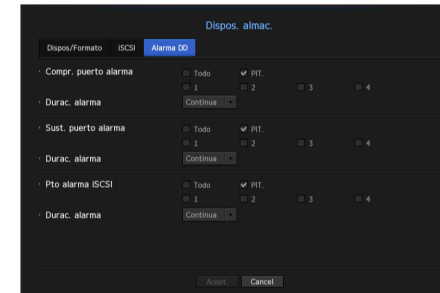 Dispos. almac.
Dispos/Formato iSCSI Alarma DD
Compr. puerto alarma Todo PIT.
1 2 3 4
Durac. alarma Continua
Sust. puerto alarma Todo PIT.
1 2 3 4
Durac. alarma Continua
Pto alarma iSCSI Todo PIT.
1 2 3 4
Durac. alarma Continua
Acept. Cancel